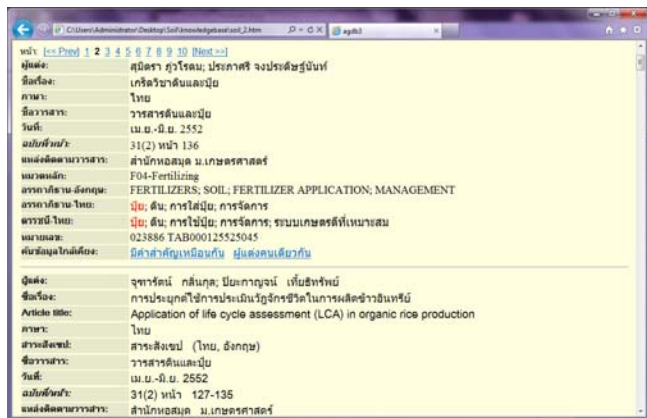 C:\Users\Administrator\Desktop\Soil\knowledgebase\soil_2.htm
agdb3
หน้า: [<< Prev] 1 2 3 4 5 6 7 8 9 10 [Next >>]
ผู้แต่ง: สุมิตรา ภู่วโรดม; ประภาศรี จงประดิษฐ์นันท์
ชื่อเรื่อง: เกร็ดวิชาดินและปุ๋ย
ภาษา: ไทย
ชื่อวารสาร: วารสารดินและปุ๋ย
วันที่: เม.ย.-มิ.ย. 2552
ฉบับที่/หน้า: 31(2) หน้า 136
แหล่งติดตามวารสาร: สำนักหอสมุด ม.เกษตรศาสตร์
หมวดหลัก: F04-Fertilizing
อรรถาภิธาน-อังกฤษ: FERTILIZERS; SOIL; FERTILIZER APPLICATION; MANAGEMENT
อรรถาภิธาน-ไทย: ปุ๋ย; ดิน; การใส่ปุ๋ย; การจัดการ
ดรรชนี-ไทย: ปุ๋ย; ดิน; การใช้ปุ๋ย; การจัดการ; ระบบเกษตรดีที่เหมาะสม
หมายเลข: 023886 TAB000125525045
ค้นข้อมูลใกล้เคียง: มีคำสำคัญเหมือนกัน ผู้แต่งคนเดียวกัน
ผู้แต่ง: จุฑารัตน์ กลิ่นกุล; ปิยะกาญจน์ เที้ยธิทรัพย์
ชื่อเรื่อง: การประยุกต์ใช้การประเมินวัฏจักรชีวิตในการผลิตข้าวอินทรีย์
Article title: Application of life cycle assessment (LCA) in organic rice production
ภาษา: ไทย
สาระสังเขป: สาระสังเขป (ไทย, อังกฤษ)
ชื่อวารสาร: วารสารดินและปุ๋ย
วันที่: เม.ย.-มิ.ย. 2552
ฉบับที่/หน้า: 31(2) หน้า 127-135
แหล่งติดตามวารสาร: สำนักหอสมุด ม.เกษตรศาสตร์